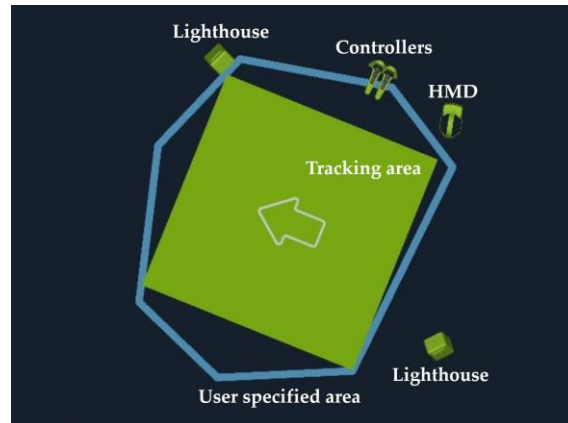 Lighthouse
Controllers
HMD
Tracking area
Lighthouse
User specified area